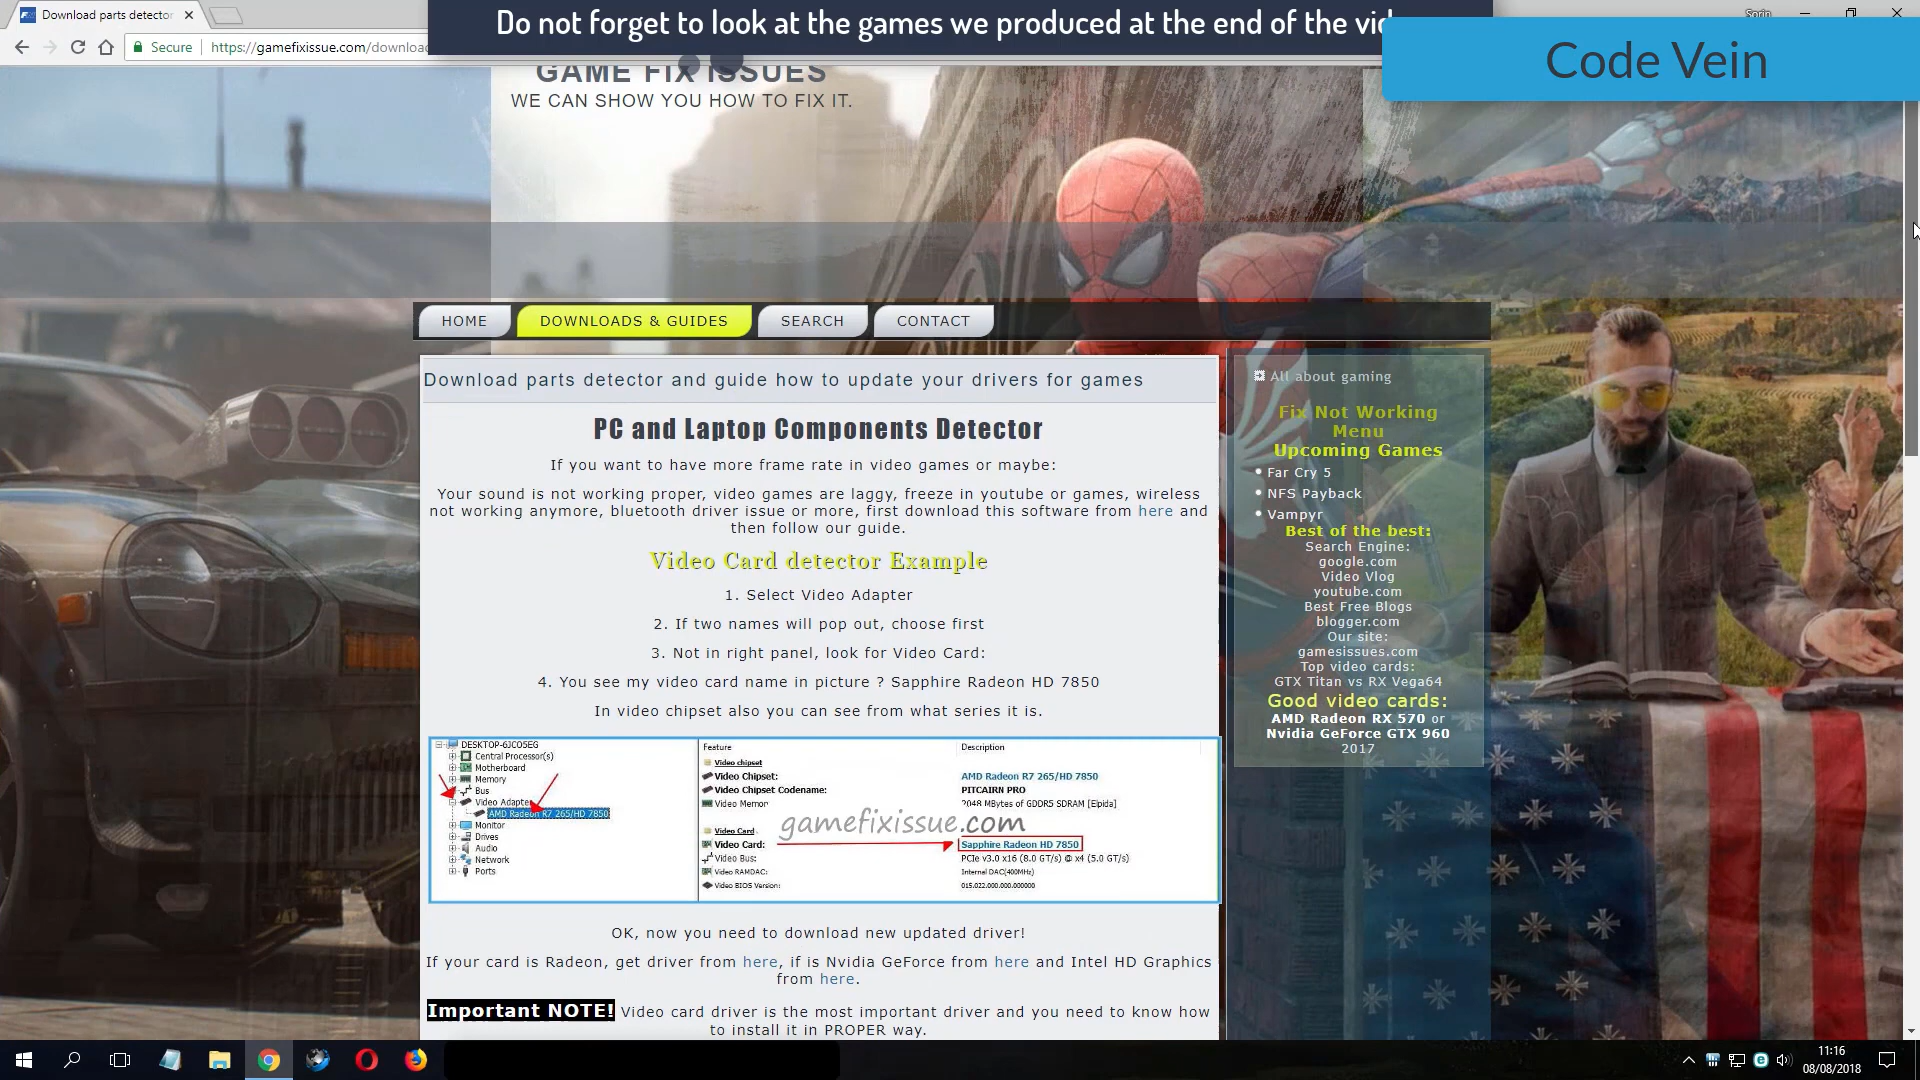 Download parts detector
Do not forget to look at the games we produced at the end of the
Sorin
Code Vein
Secure
https://gamefixissue.com/download
GAME FIX ISSUES
WE CAN SHOW YOU HOW TO FIX IT.
HOME
DOWNLOADS & GUIDES
SEARCH
CONTACT
Download parts detector and guide how to update your drivers for games
PC and Laptop Components Detector
If you want to have more frame rate in video games or maybe:
Your sound is not working proper, video games are laggy, freeze in youtube or games, wireless
not working anymore, bluetooth driver issue or more, first download this software from here and
then follow our guide.
Video Card detector Example
1. Select Video Adapter
2. If two names will pop out, choose first
3. Not in right panel, look for Video Card:
4. You see my video card name in picture ? Sapphire Radeon HD 7850
In video chipset also you can see from what series it is.
DESKTOP-6JCO5EG
Central Processor(s)
Motherboard
Memory
Bus
Video Adapter
AMD Radeon R7 265/HD 7850
Monitor
Drives
Audio
Network
Ports
Feature
Description
Video chipset
Video Chipset:
AMD Radeon R7 265/HD 7850
Video Chipset Codename:
PITCAIRN PRO
Video Memor
2048 MBytes of GDDR5 SDRAM [Elpida]
gamefixissue.com
Video Card
Video Card:
Sapphire Radeon HD 7850
Video Bus:
PCIe v3.0 x16 (8.0 GT/s) @ x4 (5.0 GT/s)
Video RAMDAC:
Internal DAC(400MHz)
Video BIOS Version:
015.022.000.000.000000
OK, now you need to download new updated driver!
If your card is Radeon, get driver from here, if is Nvidia GeForce from here and Intel HD Graphics
from here.
Important NOTE! Video card driver is the most important driver and you need to know how
to install it in PROPER way.
All about gaming
Fix Not Working
Menu
Upcoming Games
Far Cry 5
NFS Payback
Vampyr
Best of the best:
Search Engine:
google.com
Video Vlog
youtube.com
Best Free Blogs
blogger.com
Our site:
gamesissues.com
Top video cards:
GTX Titan vs RX Vega64
Good video cards:
AMD Radeon RX 570 or
Nvidia GeForce GTX 960
2017
11:16
08/08/2018